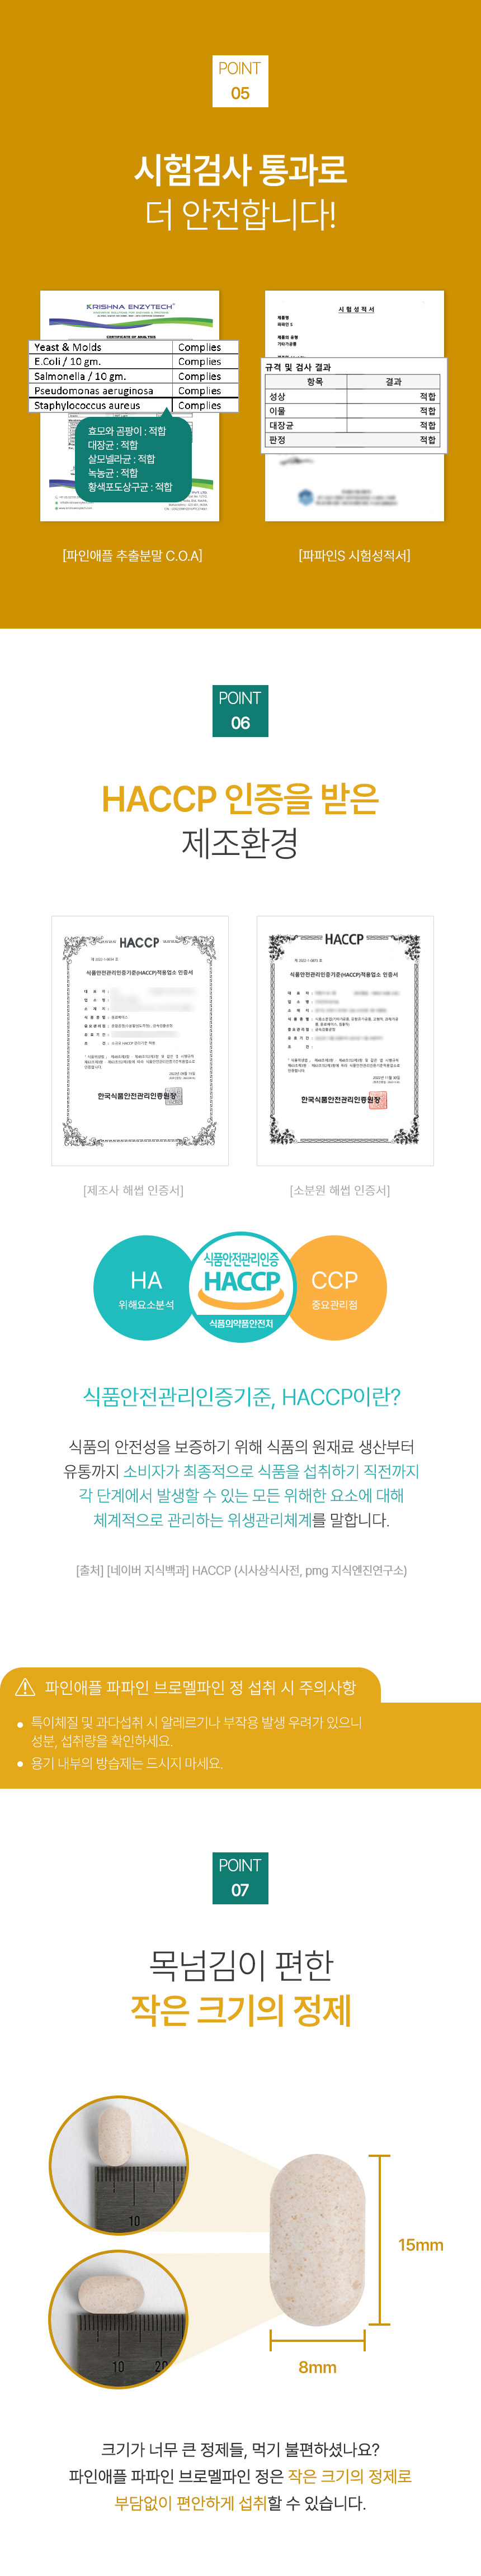 POINT
05
시험검사 통과로
더 안전합니다!
KRISHNA ENZYTECH
CERTIFICATE OF ANALYSIS
Yeast & Molds Complies
E.Coli / 10 gm. Complies
Salmonella / 10 gm. Complies
Pseudomonas aeruginosa Complies
Staphylococcus aureus Complies
효모와 곰팡이 : 적합
대장균 : 적합
살모넬라균 : 적합
녹농균 : 적합
황색포도상구균 : 적합
[파인애플 추출분말 C.O.A]
시 험 성 적 서
제품명
파파인 S
제품의 유형
기타가공품
규격 및 검사 결과
항목 결과
성상 적합
이물 적합
대장균 적합
판정 적합
[파파인S 시험성적서]
POINT
06
HACCP 인증을 받은
제조환경
HACCP
식품안전관리인증기준(HACCP)적용업소 인증서
한국식품안전관리인증원장
[제조사 해썹 인증서]
HACCP
식품안전관리인증기준(HACCP)적용업소 인증서
한국식품안전관리인증원장
[소분원 해썹 인증서]
HA
위해요소분석
식품안전관리인증
HACCP
식품의약품안전처
CCP
중요관리점
식품안전관리인증기준, HACCP이란?
식품의 안전성을 보증하기 위해 식품의 원재료 생산부터
유통까지 소비자가 최종적으로 식품을 섭취하기 직전까지
각 단계에서 발생할 수 있는 모든 위해한 요소에 대해
체계적으로 관리하는 위생관리체계를 말합니다.
[출처] [네이버 지식백과] HACCP (시사상식사전, pmg 지식엔진연구소)
파인애플 파파인 브로멜파인 정 섭취 시 주의사항
● 특이체질 및 과다섭취 시 알레르기나 부작용 발생 우려가 있으니
성분, 섭취량을 확인하세요.
● 용기 내부의 방습제는 드시지 마세요.
POINT
07
목넘김이 편한
작은 크기의 정제
10
15mm
10 20
8mm
크기가 너무 큰 정제들, 먹기 불편하셨나요?
파인애플 파파인 브로멜파인 정은 작은 크기의 정제로
부담없이 편안하게 섭취할 수 있습니다.